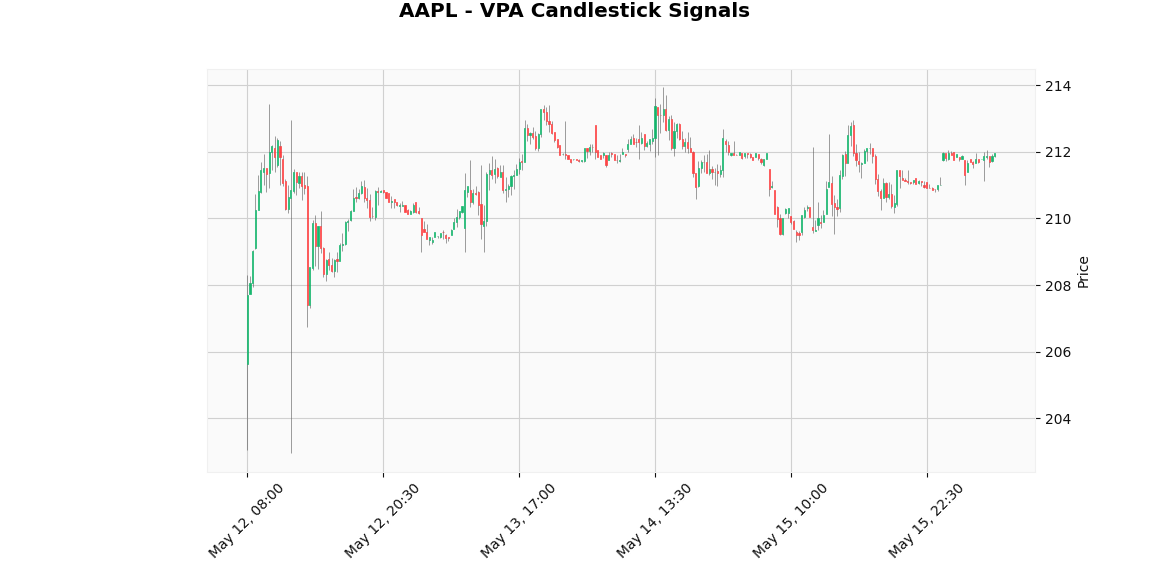 AAPL - VPA Candlestick Signals
214
212
210
208
206
204
Price
May 12, 08:00
May 12, 20:30
May 13, 17:00
May 14, 13:30
May 15, 10:00
May 15, 22:30